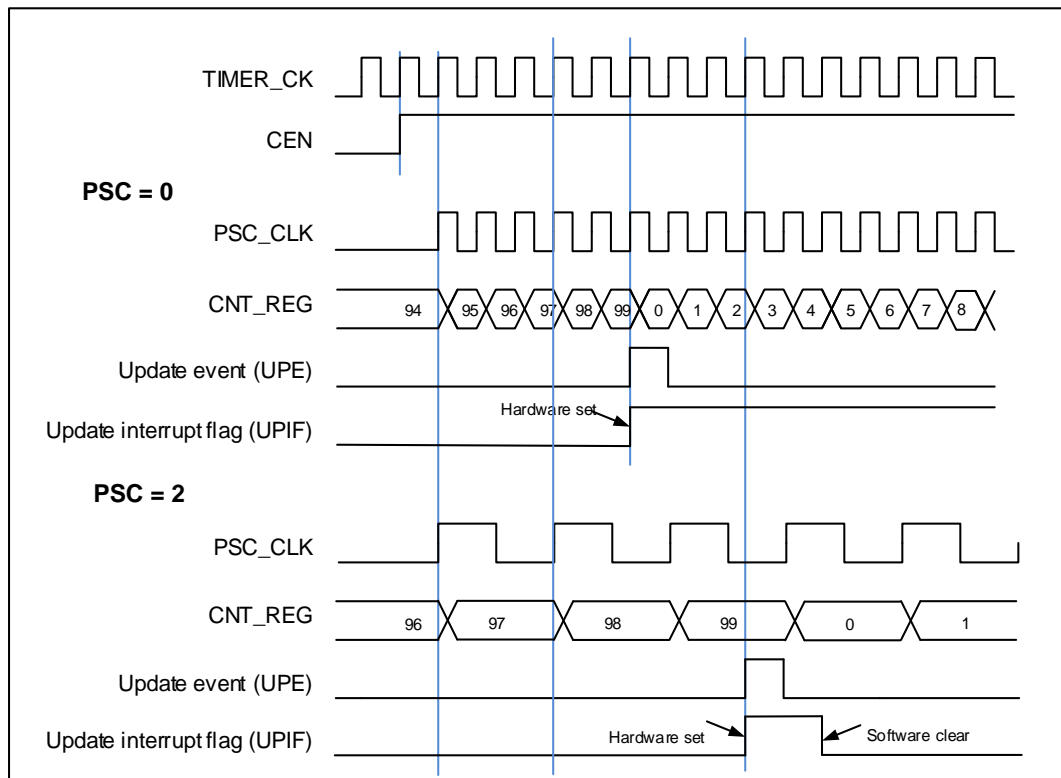 TIMER_CK
CEN
PSC = 0
PSC_CLK
CNT_REG 94 95 96 97 98 99 0 1 2 3 4 5 6 7 8
Update event (UPE)
Hardware set
Update interrupt flag (UPIF)
PSC = 2
PSC_CLK
CNT_REG 96 97 98 99 0 1
Update event (UPE)
Update interrupt flag (UPIF) Hardware set Software clear